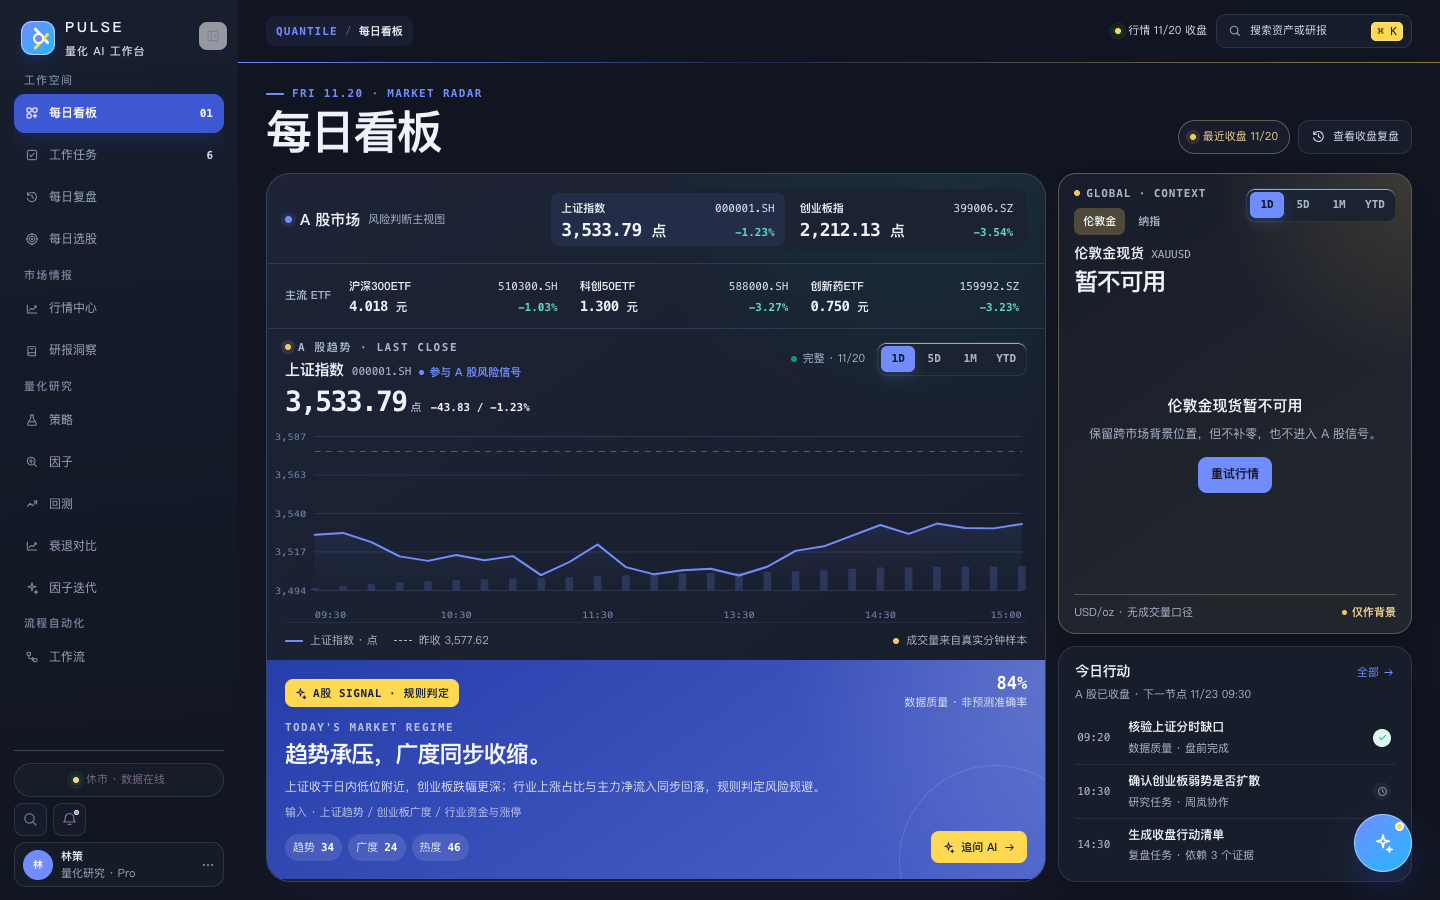 PULSE
量化 AI 工作台
工作空间
每日看板 01
工作任务 6
每日复盘
每日选股
市场情报
行情中心
研报洞察
量化研究
策略
因子
回测
衰退对比
因子迭代
流程自动化
工作流
休市 · 数据在线
林
林策
量化研究 · Pro
QUANTILE / 每日看板
行情 11/20 收盘
搜索资产或研报
⌘ K
FRI 11.20 · MARKET RADAR
每日看板
最近收盘 11/20
查看收盘复盘
A 股市场 风险判断主视图
上证指数 000001.SH
3,533.79 点 −1.23%
创业板指 399006.SZ
2,212.13 点 −3.54%
主流 ETF
沪深300ETF 510300.SH
4.018 元 −1.03%
科创50ETF 588000.SH
1.300 元 −3.27%
创新药ETF 159992.SZ
0.750 元 −3.23%
A 股趋势 · LAST CLOSE
上证指数 000001.SH 参与 A 股风险信号
3,533.79 点 −43.83 / −1.23%
完整 · 11/20
1D 5D 1M YTD
3,587
3,563
3,540
3,517
3,494
09:30 10:30 11:30 13:30 14:30 15:00
上证指数 · 点 昨收 3,577.62
成交量来自真实分钟样本
A股 SIGNAL · 规则判定
84%
数据质量 · 非预测准确率
TODAY'S MARKET REGIME
趋势承压，广度同步收缩。
上证收于日内低位附近，创业板跌幅更深；行业上涨占比与主力净流入同步回落，规则判定风险规避。
输入 · 上证趋势 / 创业板广度 / 行业资金与涨停
趋势 34 广度 24 热度 46
追问 AI →
GLOBAL · CONTEXT
1D 5D 1M YTD
伦敦金 纳指
伦敦金现货 XAUUSD
暂不可用
伦敦金现货暂不可用
保留跨市场背景位置，但不补零，也不进入 A 股信号。
重试行情
USD/oz · 无成交量口径
仅作背景
今日行动
全部 →
A 股已收盘 · 下一节点 11/23 09:30
09:20 核验上证分时缺口
数据质量 · 盘前完成
10:30 确认创业板弱势是否扩散
研究任务 · 周岚协作
14:30 生成收盘行动清单
复盘任务 · 依赖 3 个证据